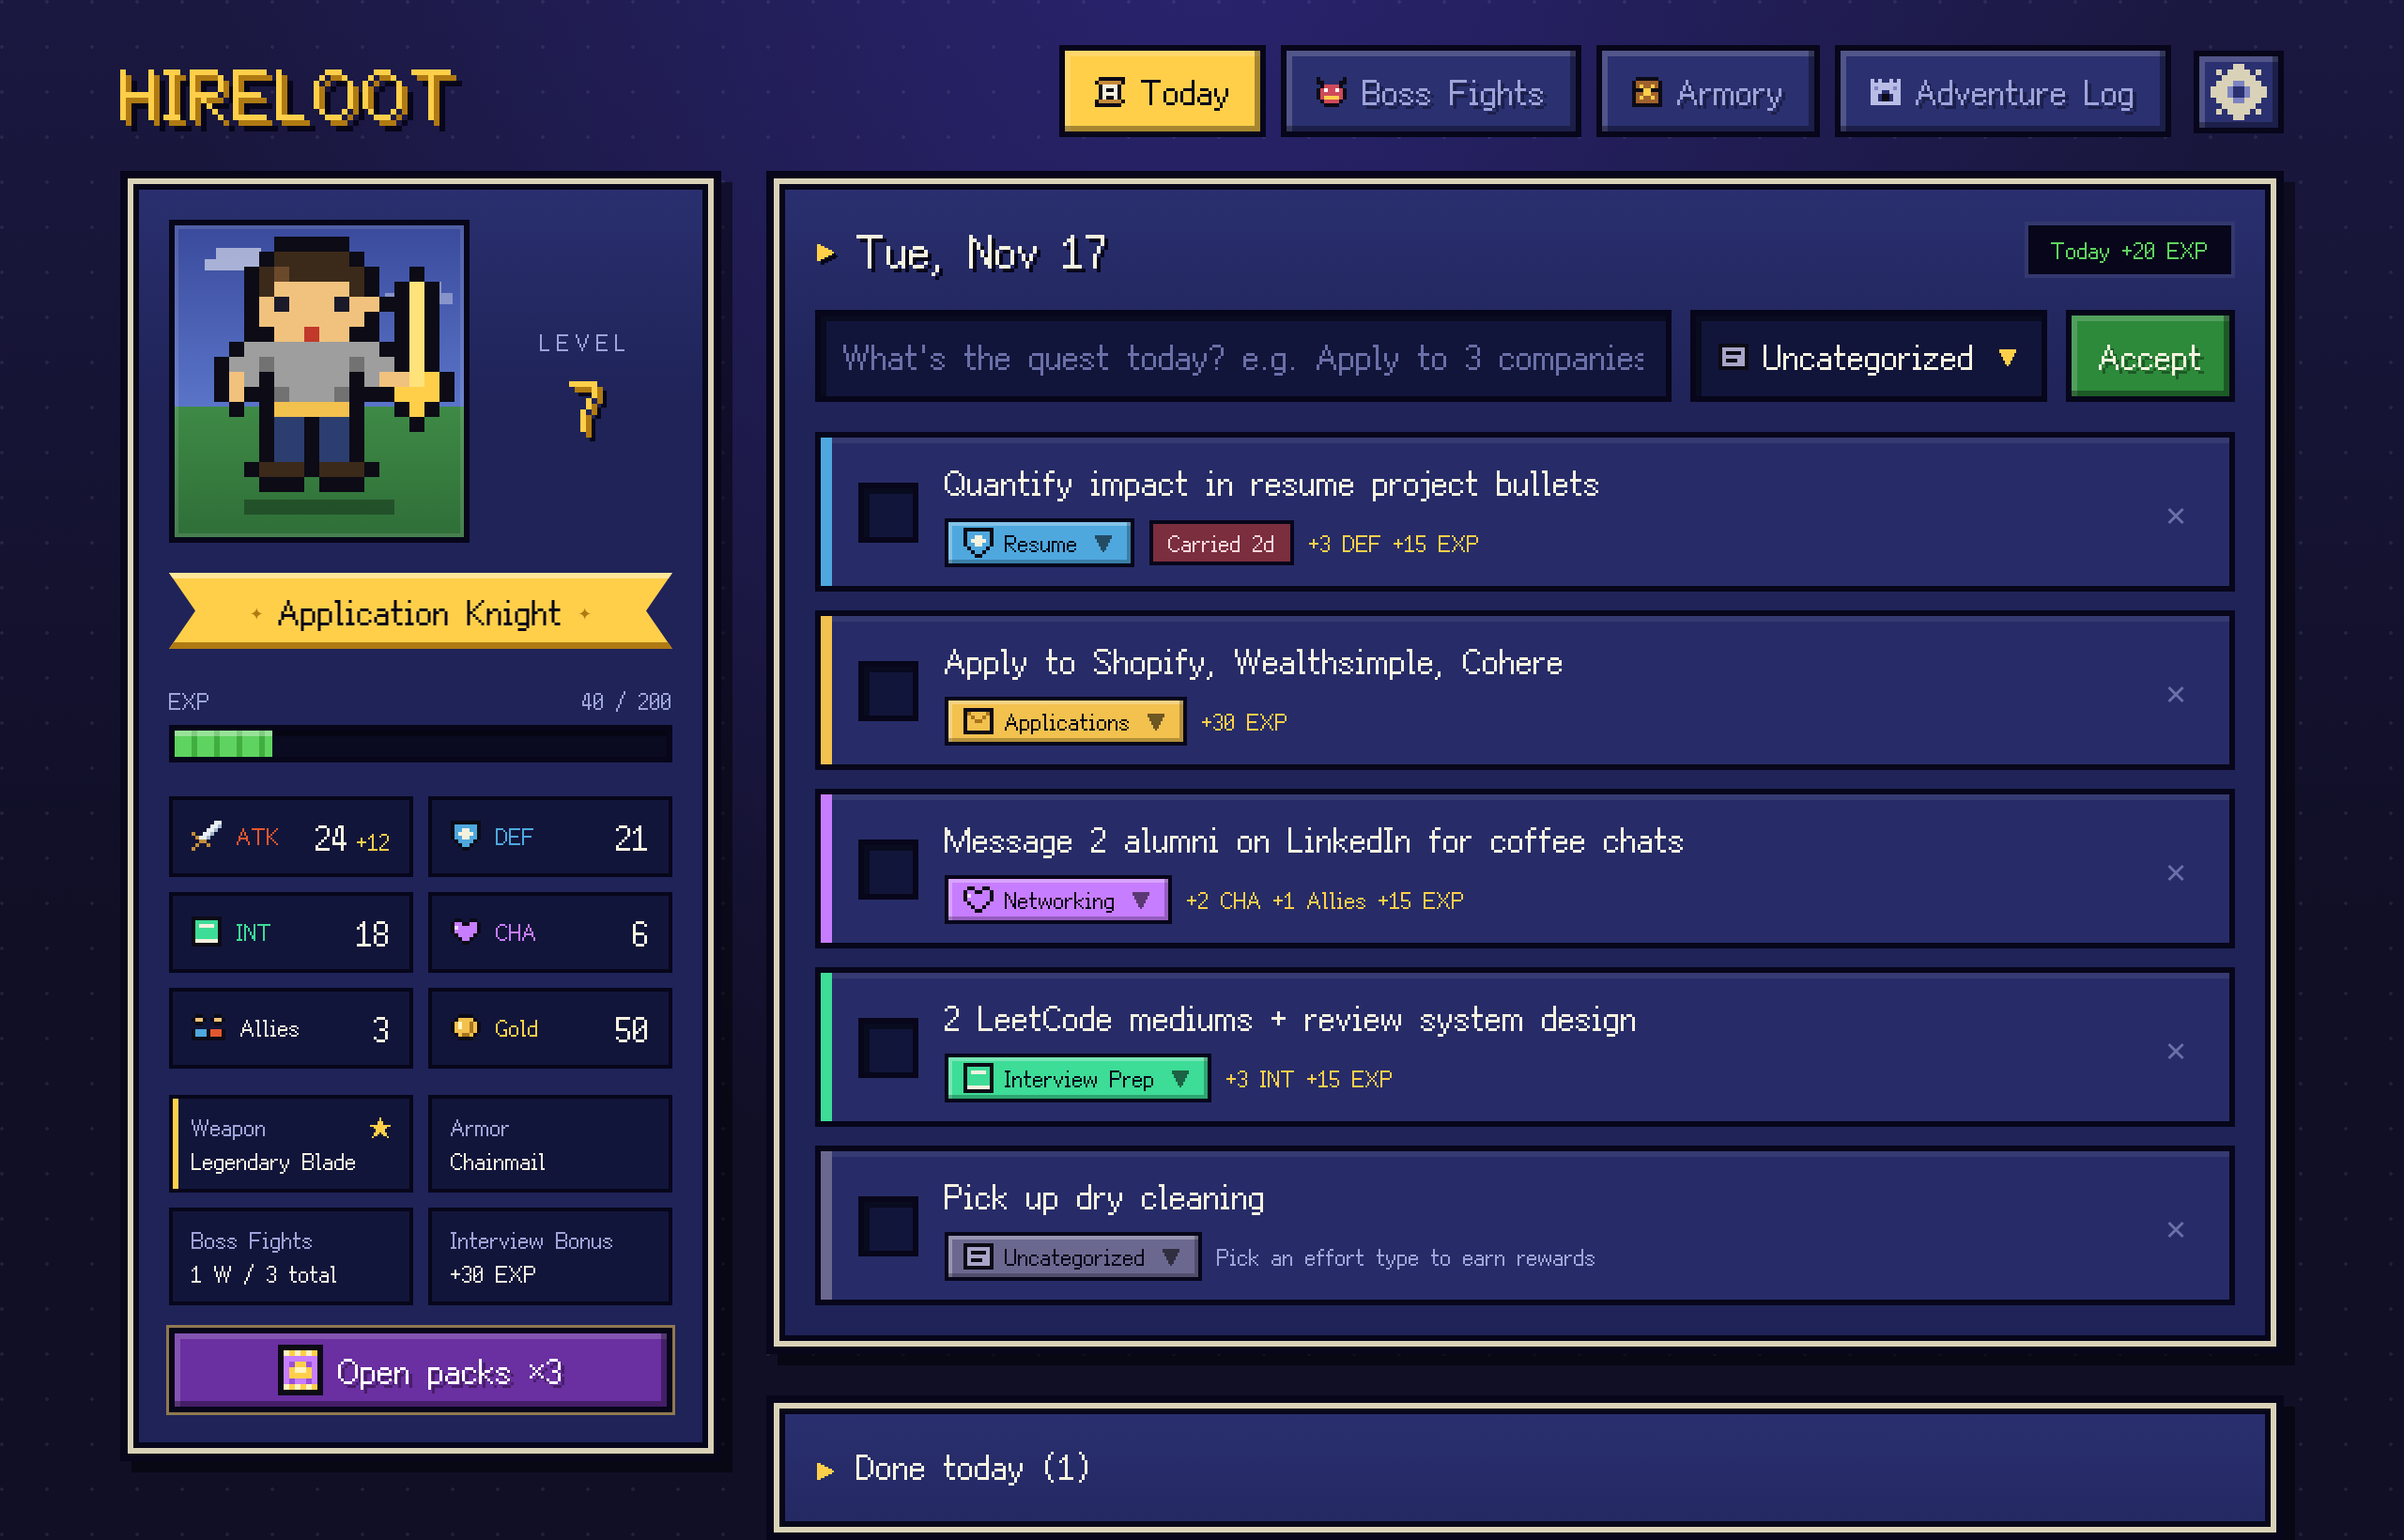 HIRELOOT
Today
Boss Fights
Armory
Adventure Log
LEVEL
7
Application Knight
EXP 40 / 200
ATK 24 +12
DEF 21
INT 18
CHA 6
Allies 3
Gold 50
Weapon
Legendary Blade
Armor
Chainmail
Boss Fights
1 W / 3 total
Interview Bonus
+30 EXP
Open packs ×3
Tue, Nov 17
Today +20 EXP
What's the quest today? e.g. Apply to 3 companies
Uncategorized
Accept
Quantify impact in resume project bullets
Resume Carried 2d +3 DEF +15 EXP
Apply to Shopify, Wealthsimple, Cohere
Applications +30 EXP
Message 2 alumni on LinkedIn for coffee chats
Networking +2 CHA +1 Allies +15 EXP
2 LeetCode mediums + review system design
Interview Prep +3 INT +15 EXP
Pick up dry cleaning
Uncategorized Pick an effort type to earn rewards
Done today (1)